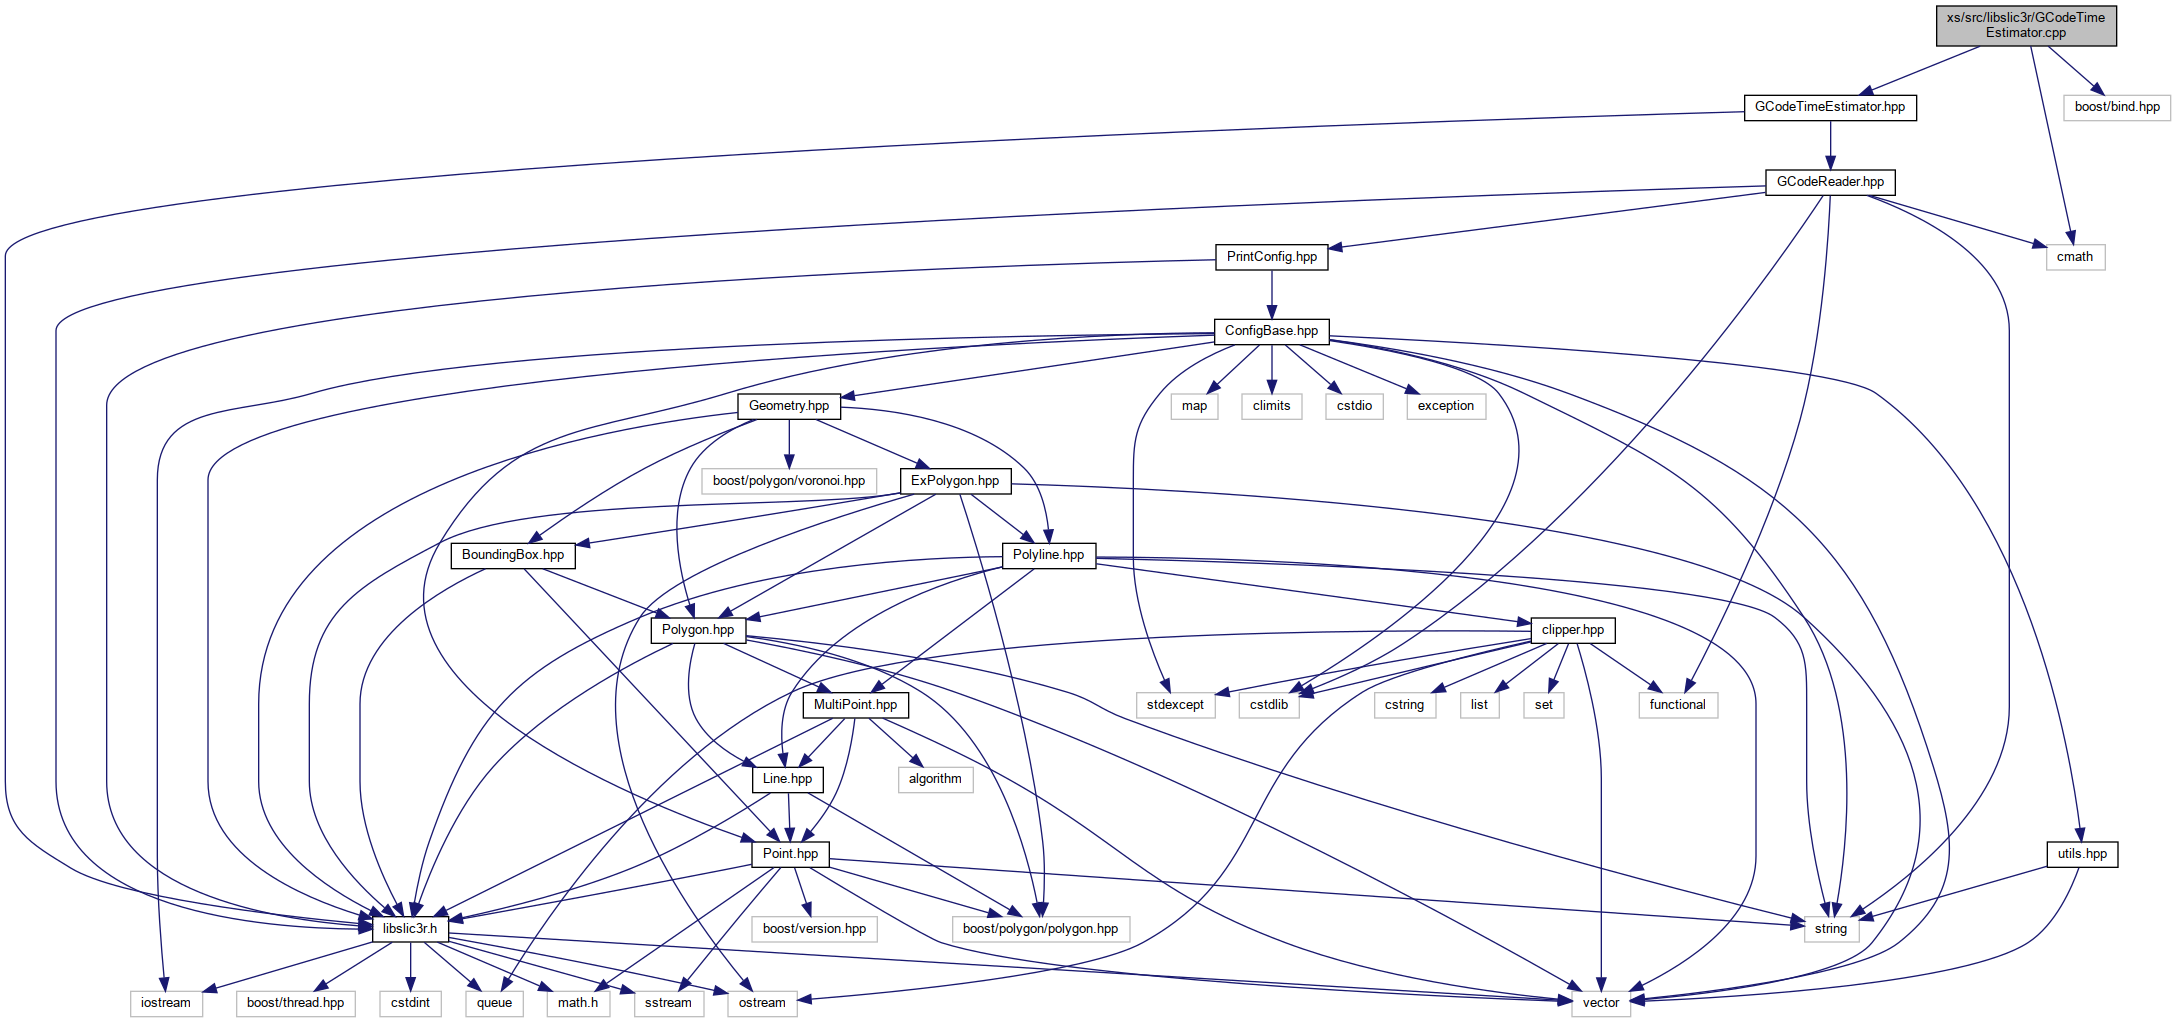 xs/src/libslic3r/GCodeTime
Estimator.cpp
GCodeTimeEstimator.hpp
boost/bind.hpp
GCodeReader.hpp
PrintConfig.hpp
cmath
ConfigBase.hpp
Geometry.hpp
map
climits
cstdio
exception
boost/polygon/voronoi.hpp
ExPolygon.hpp
BoundingBox.hpp
Polyline.hpp
Polygon.hpp
clipper.hpp
MultiPoint.hpp
stdexcept
cstdlib
cstring
list
set
functional
Line.hpp
algorithm
Point.hpp
utils.hpp
libslic3r.h
boost/version.hpp
boost/polygon/polygon.hpp
string
iostream
boost/thread.hpp
cstdint
queue
math.h
sstream
ostream
vector